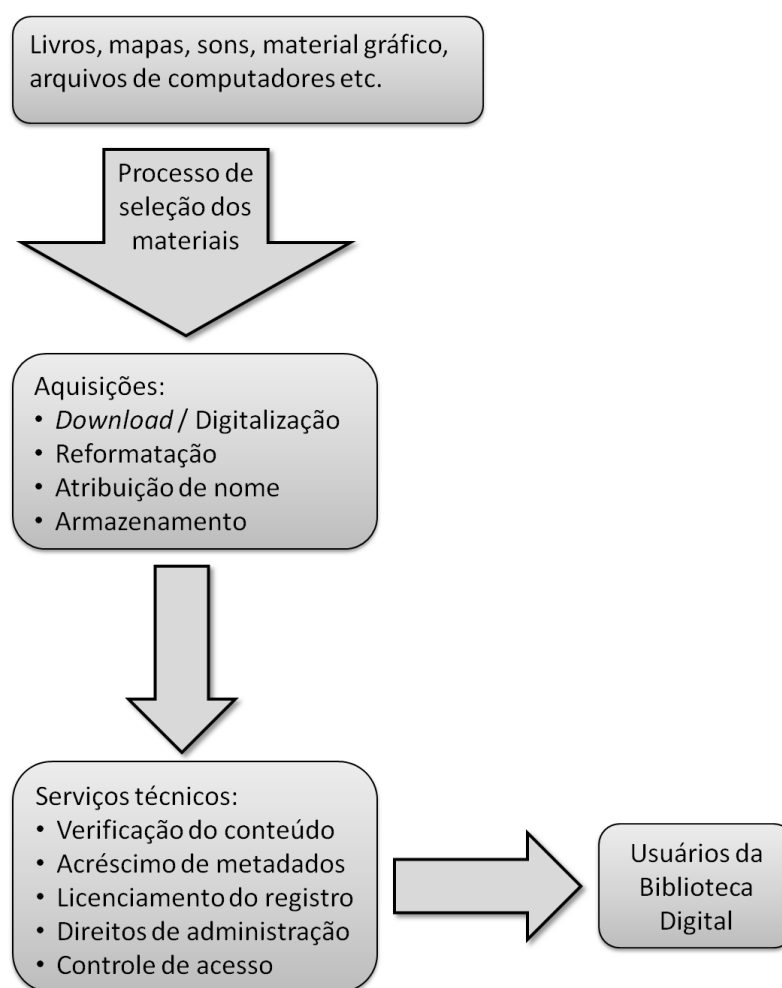 Livros, mapas, sons, material gráfico,
arquivos de computadores etc.
Processo de
seleção dos
materiais
Aquisições:
• Download / Digitalização
• Reformatação
• Atribuição de nome
• Armazenamento
Serviços técnicos:
• Verificação do conteúdo
• Acréscimo de metadados
• Licenciamento do registro
• Direitos de administração
• Controle de acesso
Usuários da
Biblioteca
Digital